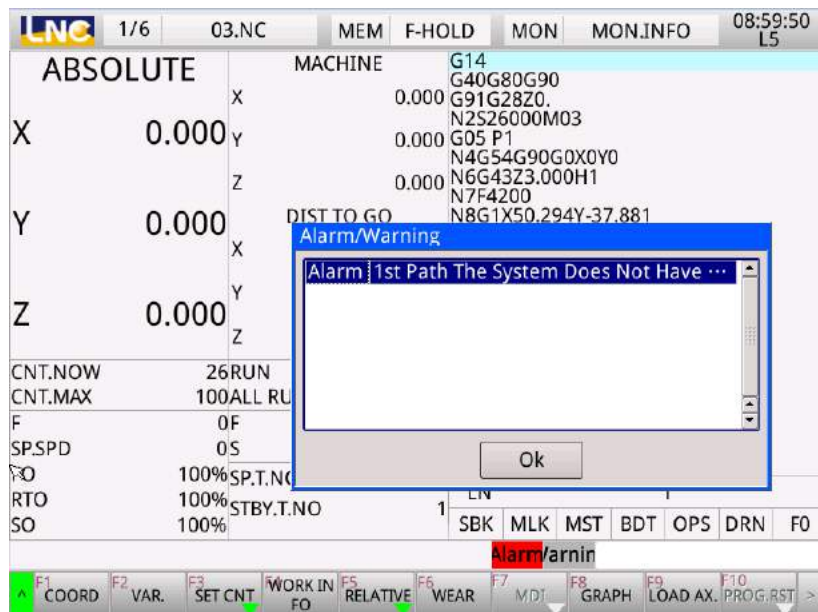 LNC 1/6 03.NC MEM F-HOLD MON MON.INFO 08:59:50
L5
ABSOLUTE
X 0.000
Y 0.000
Z 0.000
MACHINE
X 0.000
Y 0.000
Z 0.000
DIST TO GO
X
Y
Z
G14
G40G80G90
G91G28Z0.
N2S26000M03
G05 P1
N4G54G90G0X0Y0
N6G43Z3.000H1
N7F4200
N8G1X50.294Y-37.881
Alarm/Warning
Alarm 1st Path The System Does Not Have ···
Ok
CNT.NOW 26
CNT.MAX 100
RUN
ALL RU
F 0
SP.SPD 0
F
S
FO 100%
RTO 100%
SO 100%
SP.T.NO
STBY.T.NO 1
LN 1
SBK MLK MST BDT OPS DRN F0
Alarm/arnin
^ F1 COORD F2 VAR. F3 SET CNT F4 WORK IN FO F5 RELATIVE F6 WEAR F7 MDI F8 GRAPH F9 LOAD AX. F10 PROG.RST >